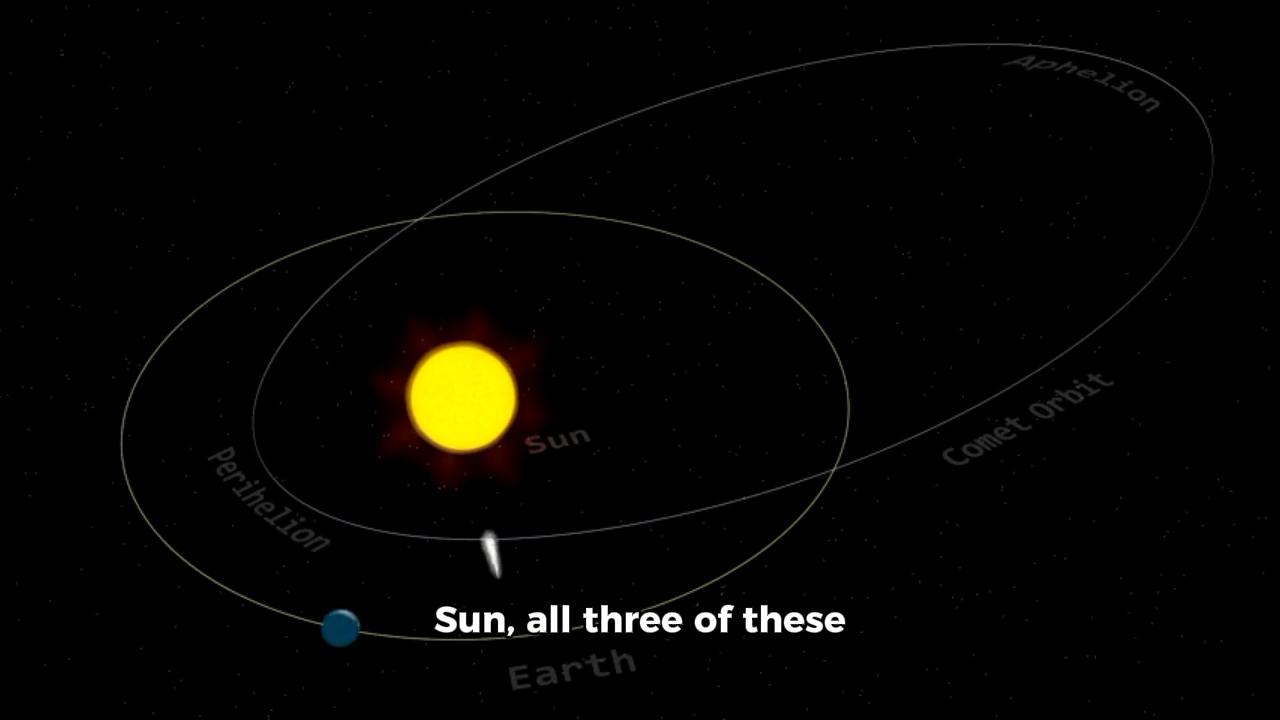 Aphelion
Comet Orbit
Sun
Perihelion
Sun, all three of these
Earth